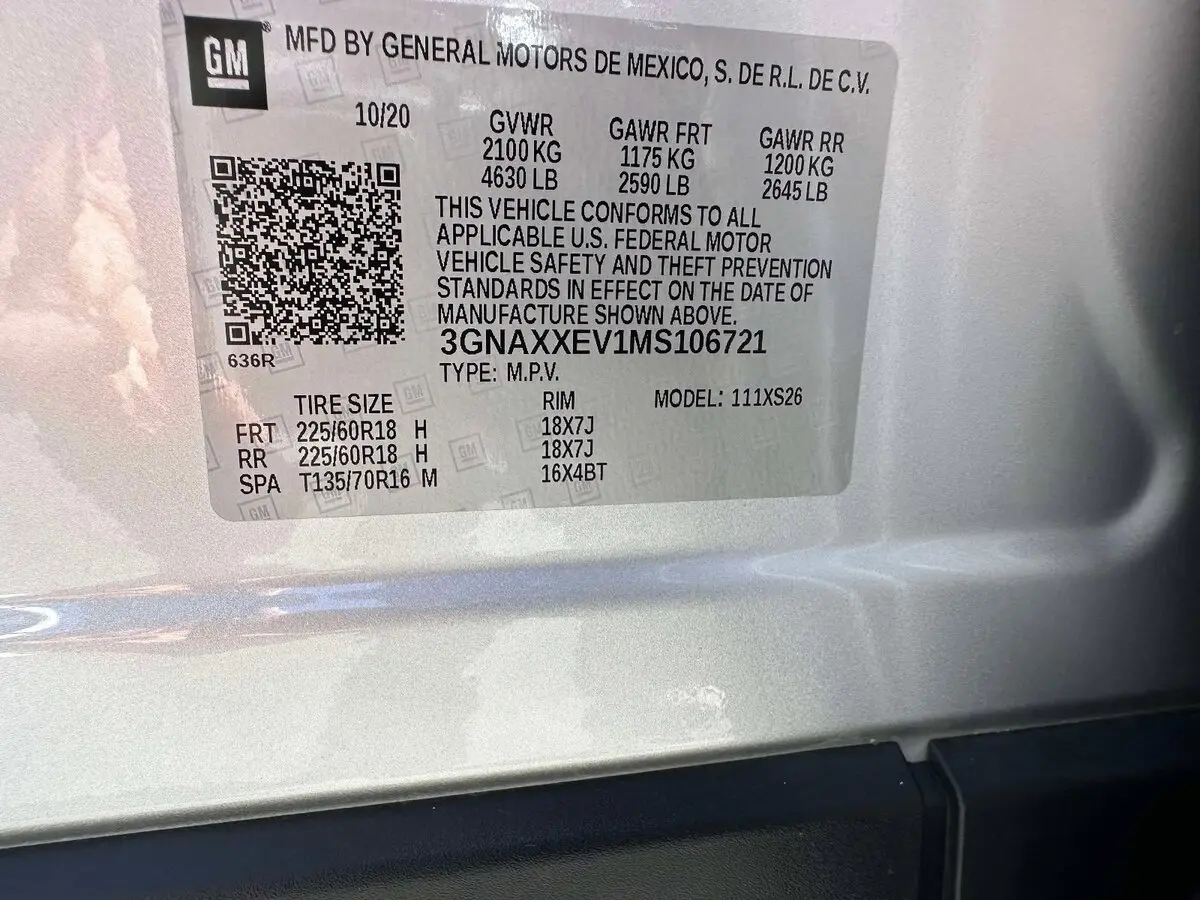 GM® MFD BY GENERAL MOTORS DE MEXICO, S. DE R.L. DE C.V.
10/20 GVWR GAWR FRT GAWR RR
2100 KG 1175 KG 1200 KG
4630 LB 2590 LB 2645 LB
THIS VEHICLE CONFORMS TO ALL
APPLICABLE U.S. FEDERAL MOTOR
VEHICLE SAFETY AND THEFT PREVENTION
STANDARDS IN EFFECT ON THE DATE OF
MANUFACTURE SHOWN ABOVE.
3GNAXXEV1MS106721
636R
TYPE: M.P.V.
TIRE SIZE RIM MODEL: 111XS26
FRT 225/60R18 H 18X7J
RR 225/60R18 H 18X7J
SPA T135/70R16 M 16X4BT